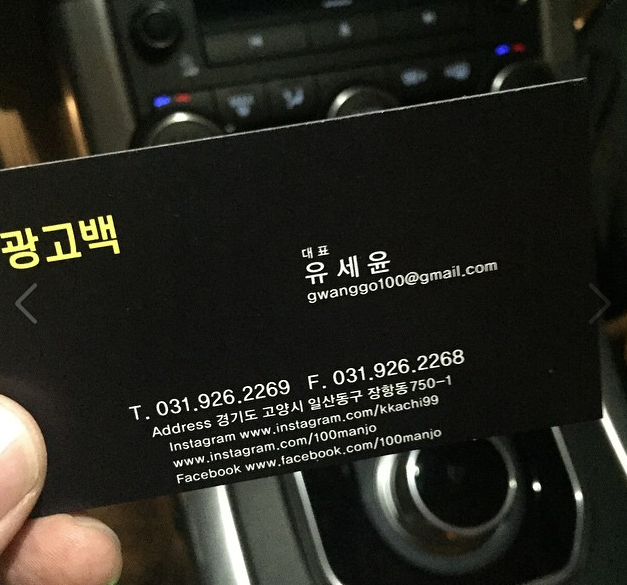 광고백
대표
유세윤
gwanggo100@gmail.com
T. 031.926.2269 F. 031.926.2268
Address 경기도 고양시 일산동구 장항동750-1
Instagram www.instagram.com/kkachi99
www.instagram.com/100manjo
Facebook www.facebook.com/100manjo